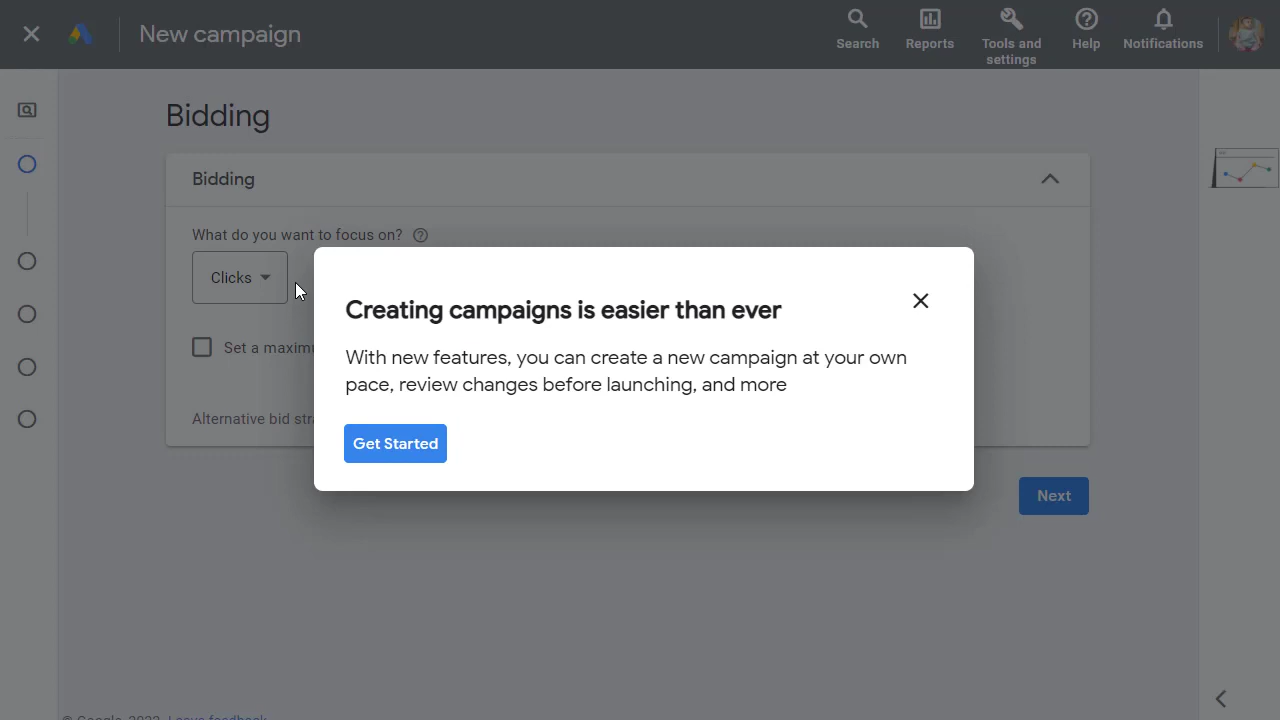 New campaign
Search
Reports
Tools and
settings
Help
Notifications
Bidding
Bidding
What do you want to focus on?
Clicks
Set a maximu
Alternative bid stra
Creating campaigns is easier than ever
With new features, you can create a new campaign at your own
pace, review changes before launching, and more
Get Started
Next